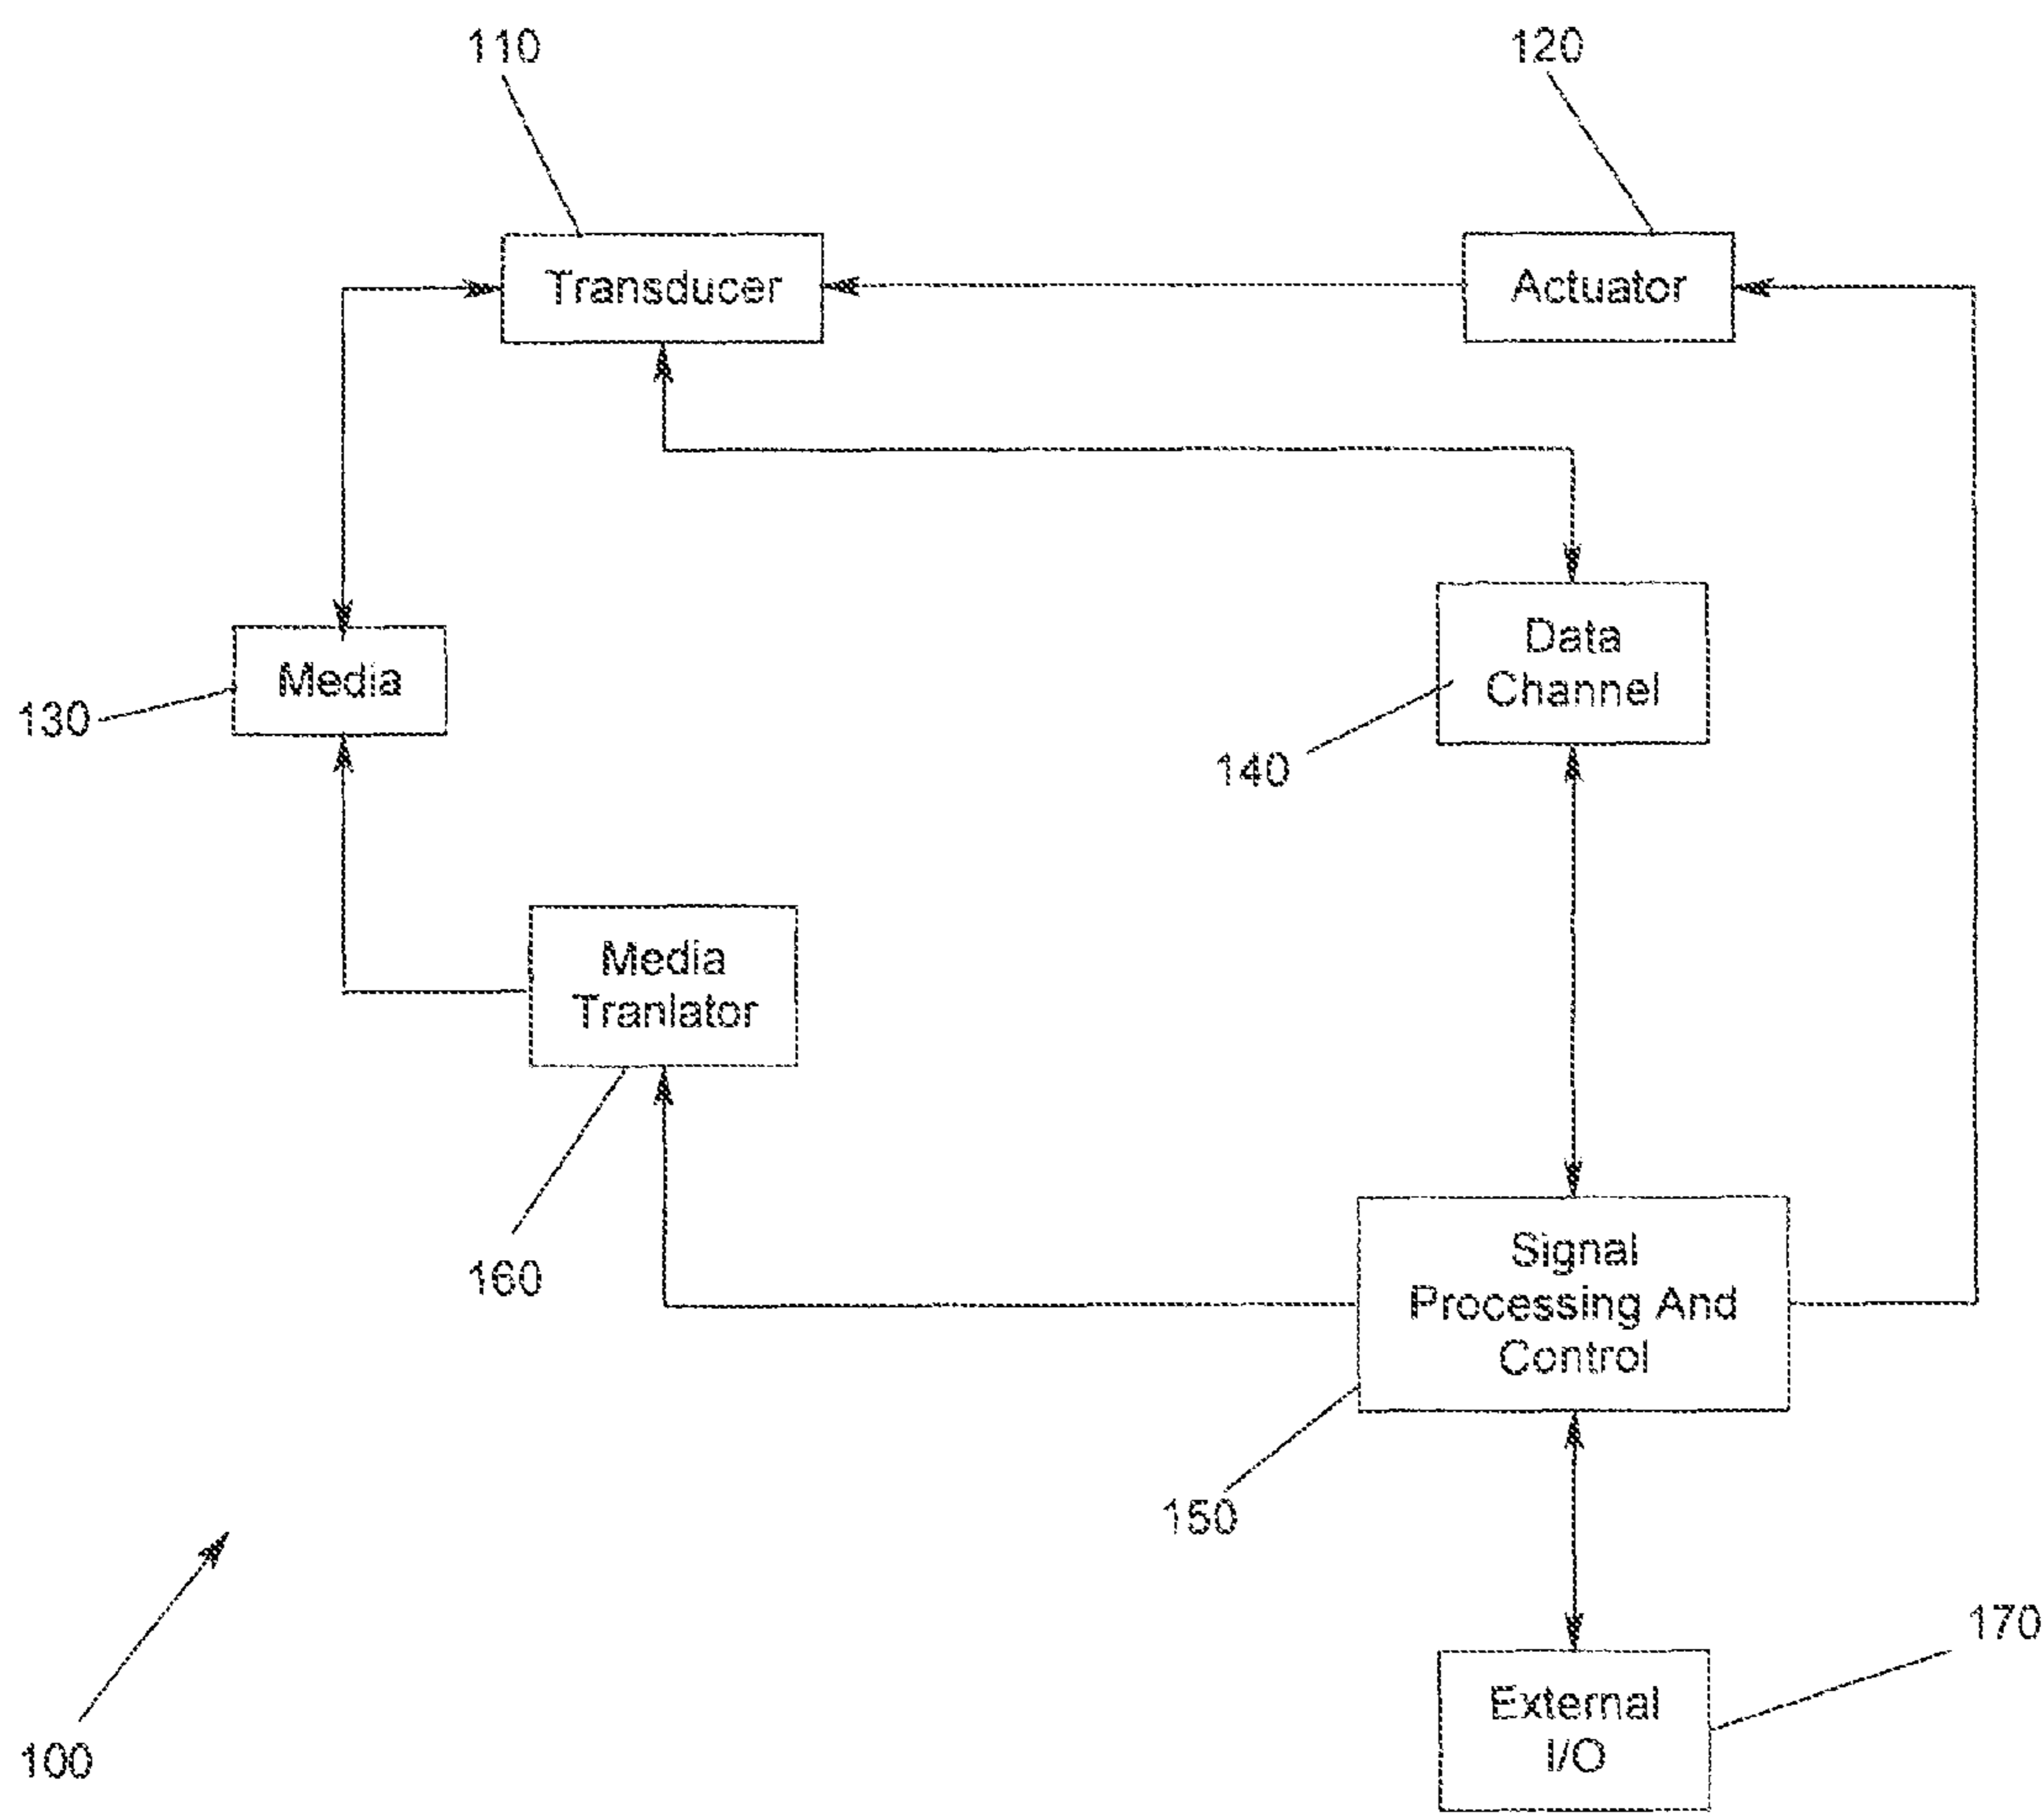 110
120
Transducer
Actuator
Media
130
Data
Channel
140
Media
Tranlator
160
Signal
Processing And
Control
150
170
External
I/O
100